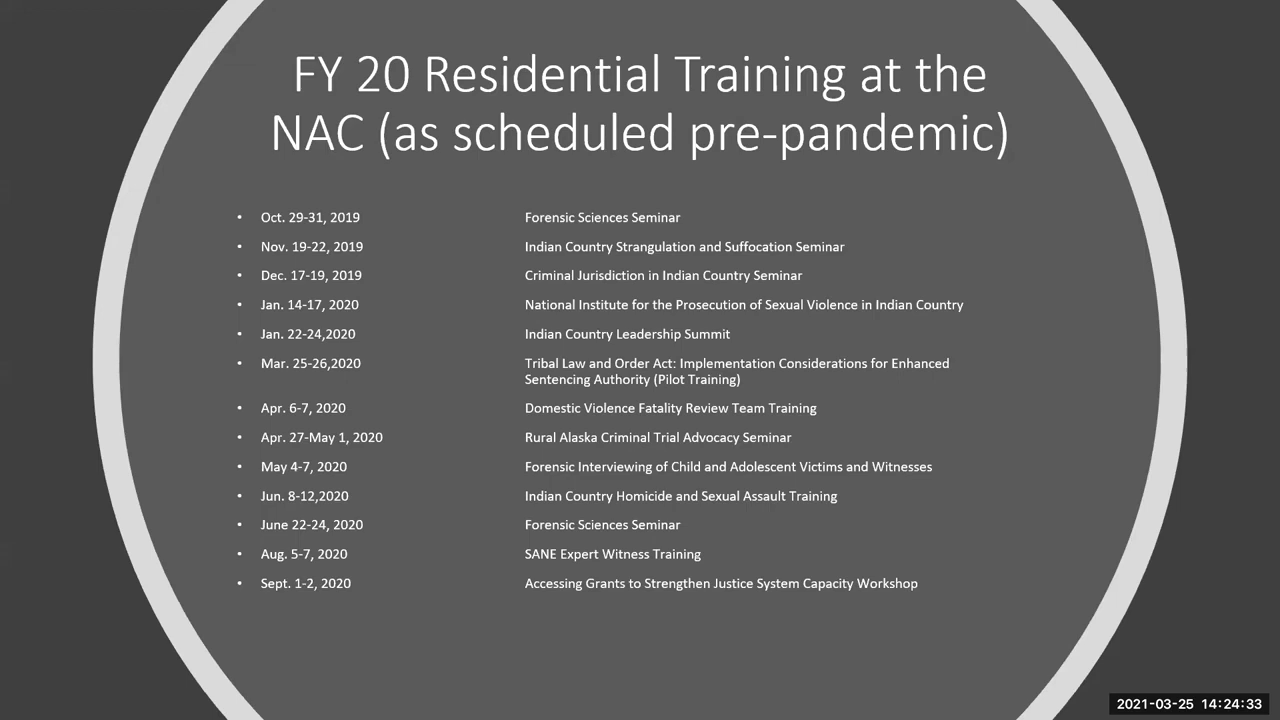 FY 20 Residential Training at the
NAC (as scheduled pre-pandemic)
• Oct. 29-31, 2019 Forensic Sciences Seminar
• Nov. 19-22, 2019 Indian Country Strangulation and Suffocation Seminar
• Dec. 17-19, 2019 Criminal Jurisdiction in Indian Country Seminar
• Jan. 14-17, 2020 National Institute for the Prosecution of Sexual Violence in Indian Country
• Jan. 22-24,2020 Indian Country Leadership Summit
• Mar. 25-26,2020 Tribal Law and Order Act: Implementation Considerations for Enhanced
Sentencing Authority (Pilot Training)
• Apr. 6-7, 2020 Domestic Violence Fatality Review Team Training
• Apr. 27-May 1, 2020 Rural Alaska Criminal Trial Advocacy Seminar
• May 4-7, 2020 Forensic Interviewing of Child and Adolescent Victims and Witnesses
• Jun. 8-12,2020 Indian Country Homicide and Sexual Assault Training
• June 22-24, 2020 Forensic Sciences Seminar
• Aug. 5-7, 2020 SANE Expert Witness Training
• Sept. 1-2, 2020 Accessing Grants to Strengthen Justice System Capacity Workshop
2021-03-25 14:24:33